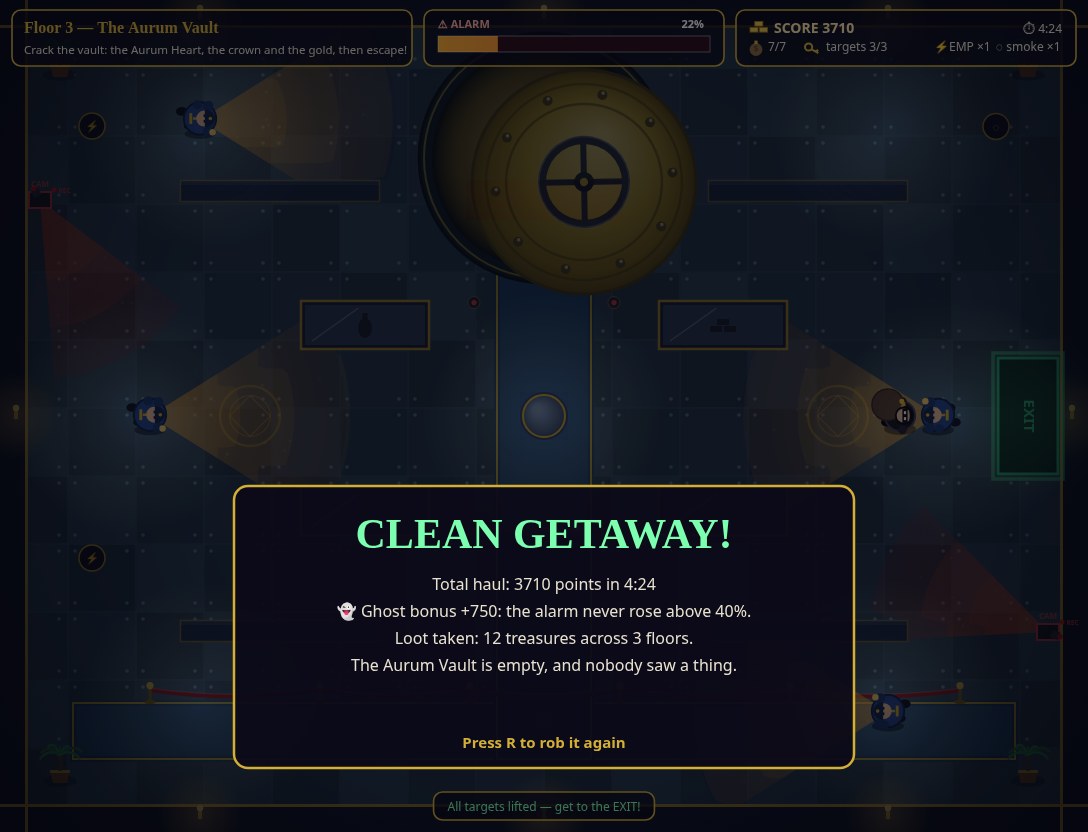 Floor 3 — The Aurum Vault
Crack the vault: the Aurum Heart, the crown and the gold, then escape!
⚠ ALARM 22%
SCORE 3710 ⏱ 4:24
7/7 targets 3/3 ⚡EMP ×1 ○ smoke ×1
CAM
EXIT
CAM
CLEAN GETAWAY!
Total haul: 3710 points in 4:24
👻 Ghost bonus +750: the alarm never rose above 40%.
Loot taken: 12 treasures across 3 floors.
The Aurum Vault is empty, and nobody saw a thing.
Press R to rob it again
All targets lifted — get to the EXIT!